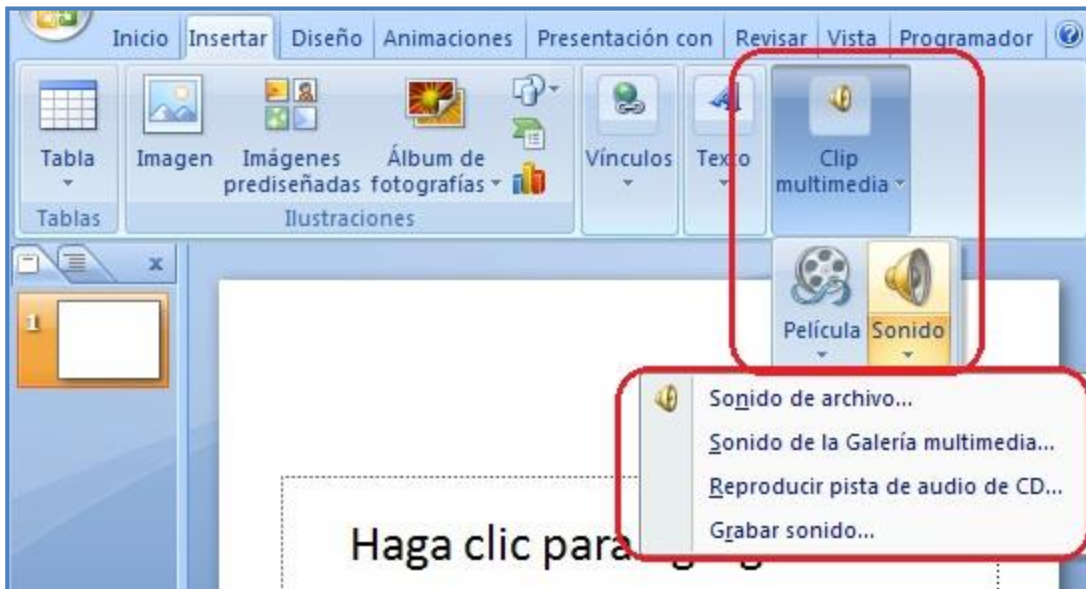 Inicio Insertar Diseño Animaciones Presentación con Revisar Vista Programador
Tabla
Imagen
Imágenes prediseñadas
Álbum de fotografías
Vínculos
Texto
Clip multimedia
Tablas
Ilustraciones
Película
Sonido
1
Sonido de archivo...
Sonido de la Galería multimedia...
Reproducir pista de audio de CD...
Grabar sonido...
Haga clic para